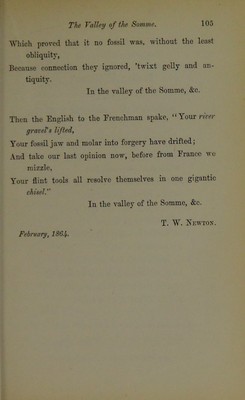 The Valley of the Somme. 105
Which proved that it no fossil was, without the least
obliquity,
Because connection they ignored, 'twixt gelly and an-
tiquity.
In the valley of the Somme, &c.
Then the English to the Frenchman spake, "Your river
gravel's lifted,
Your fossil jaw and molar into forgery have drifted;
And take our last opinion now, before from France we
mizzle,
Your flint tools all resolve themselves in one gigantic
chisel."
In the valley of the Somme, &c.
T. W. Newton.
February, 1864.